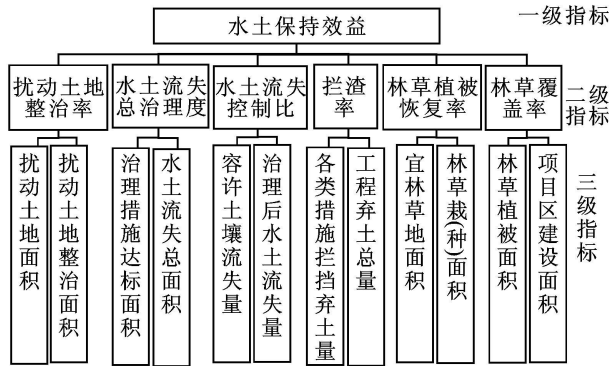 水土保持效益
一级指标
扰动土地
整治率
水土流失
总治理度
水土流失
控制比
拦渣
率
林草植被
恢复率
林草覆
盖率
二级
指标
扰动土地面积
扰动土地整治面积
治理措施达标面积
水土流失总面积
容许土壤流失量
治理后水土流失量
各类措施拦挡弃土量
工程弃土总量
宜林草地面积
林草栽(种)面积
林草植被面积
项目区建设面积
三级指标